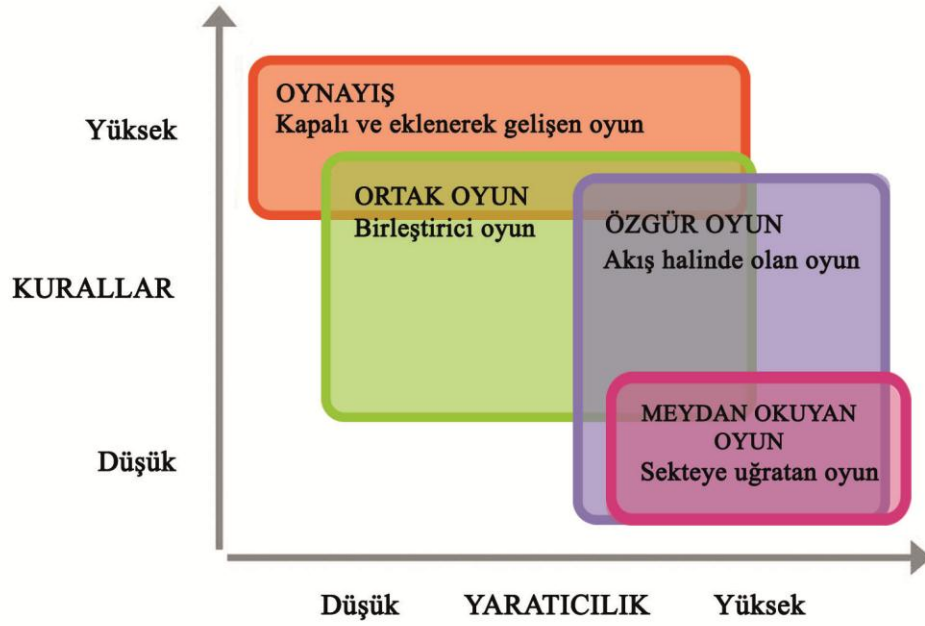 OYNAYIŞ
Kapalı ve eklenerek gelişen oyun
Yüksek
ORTAK OYUN
Birleştirici oyun
ÖZGÜR OYUN
Akış halinde olan oyun
KURALLAR
MEYDAN OKUYAN
OYUN
Sekteye uğratan oyun
Düşük
Düşük YARATICILIK Yüksek